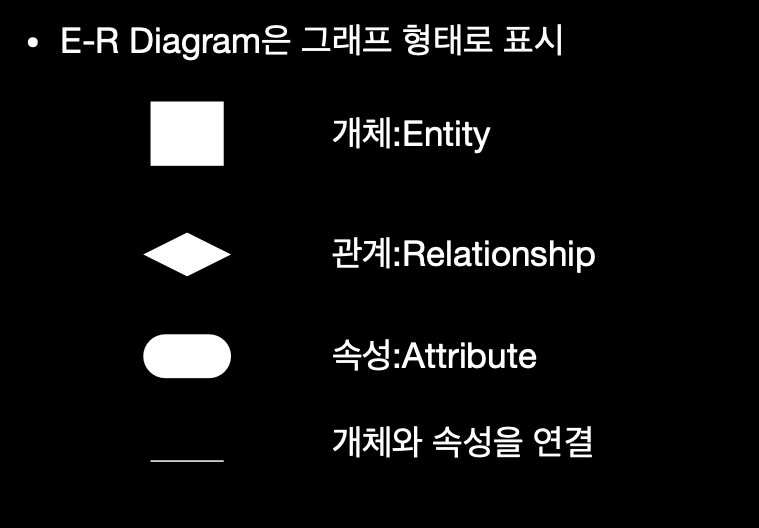 • E-R Diagram은 그래프 형태로 표시
개체:Entity
관계:Relationship
속성:Attribute
개체와 속성을 연결